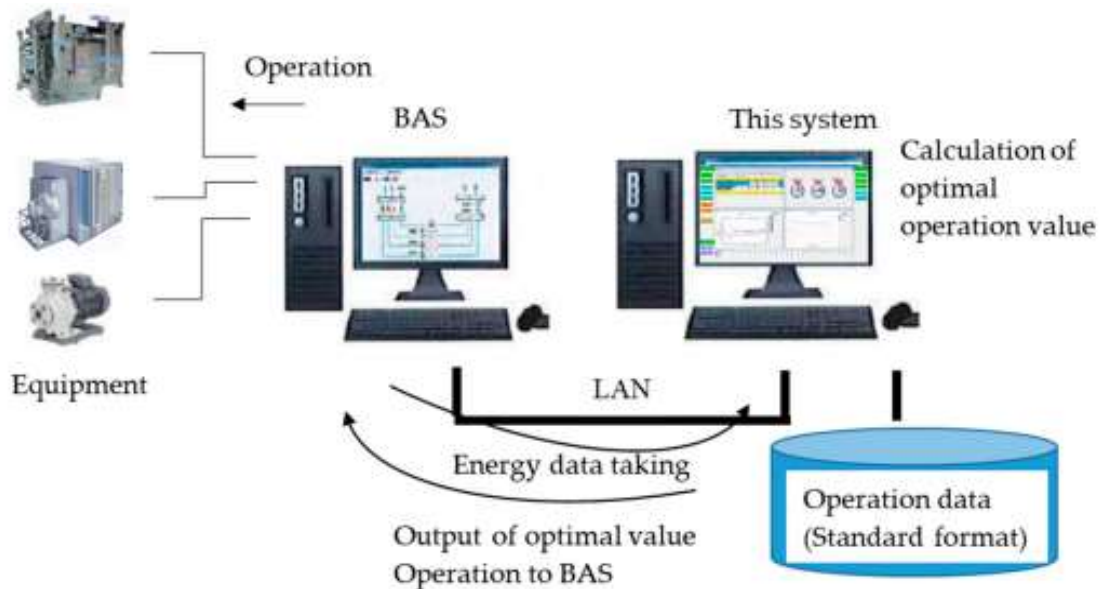 Operation
BAS
This system
Calculation of
optimal
operation value
Equipment
LAN
Energy data taking
Output of optimal value
Operation to BAS
Operation data
(Standard format)